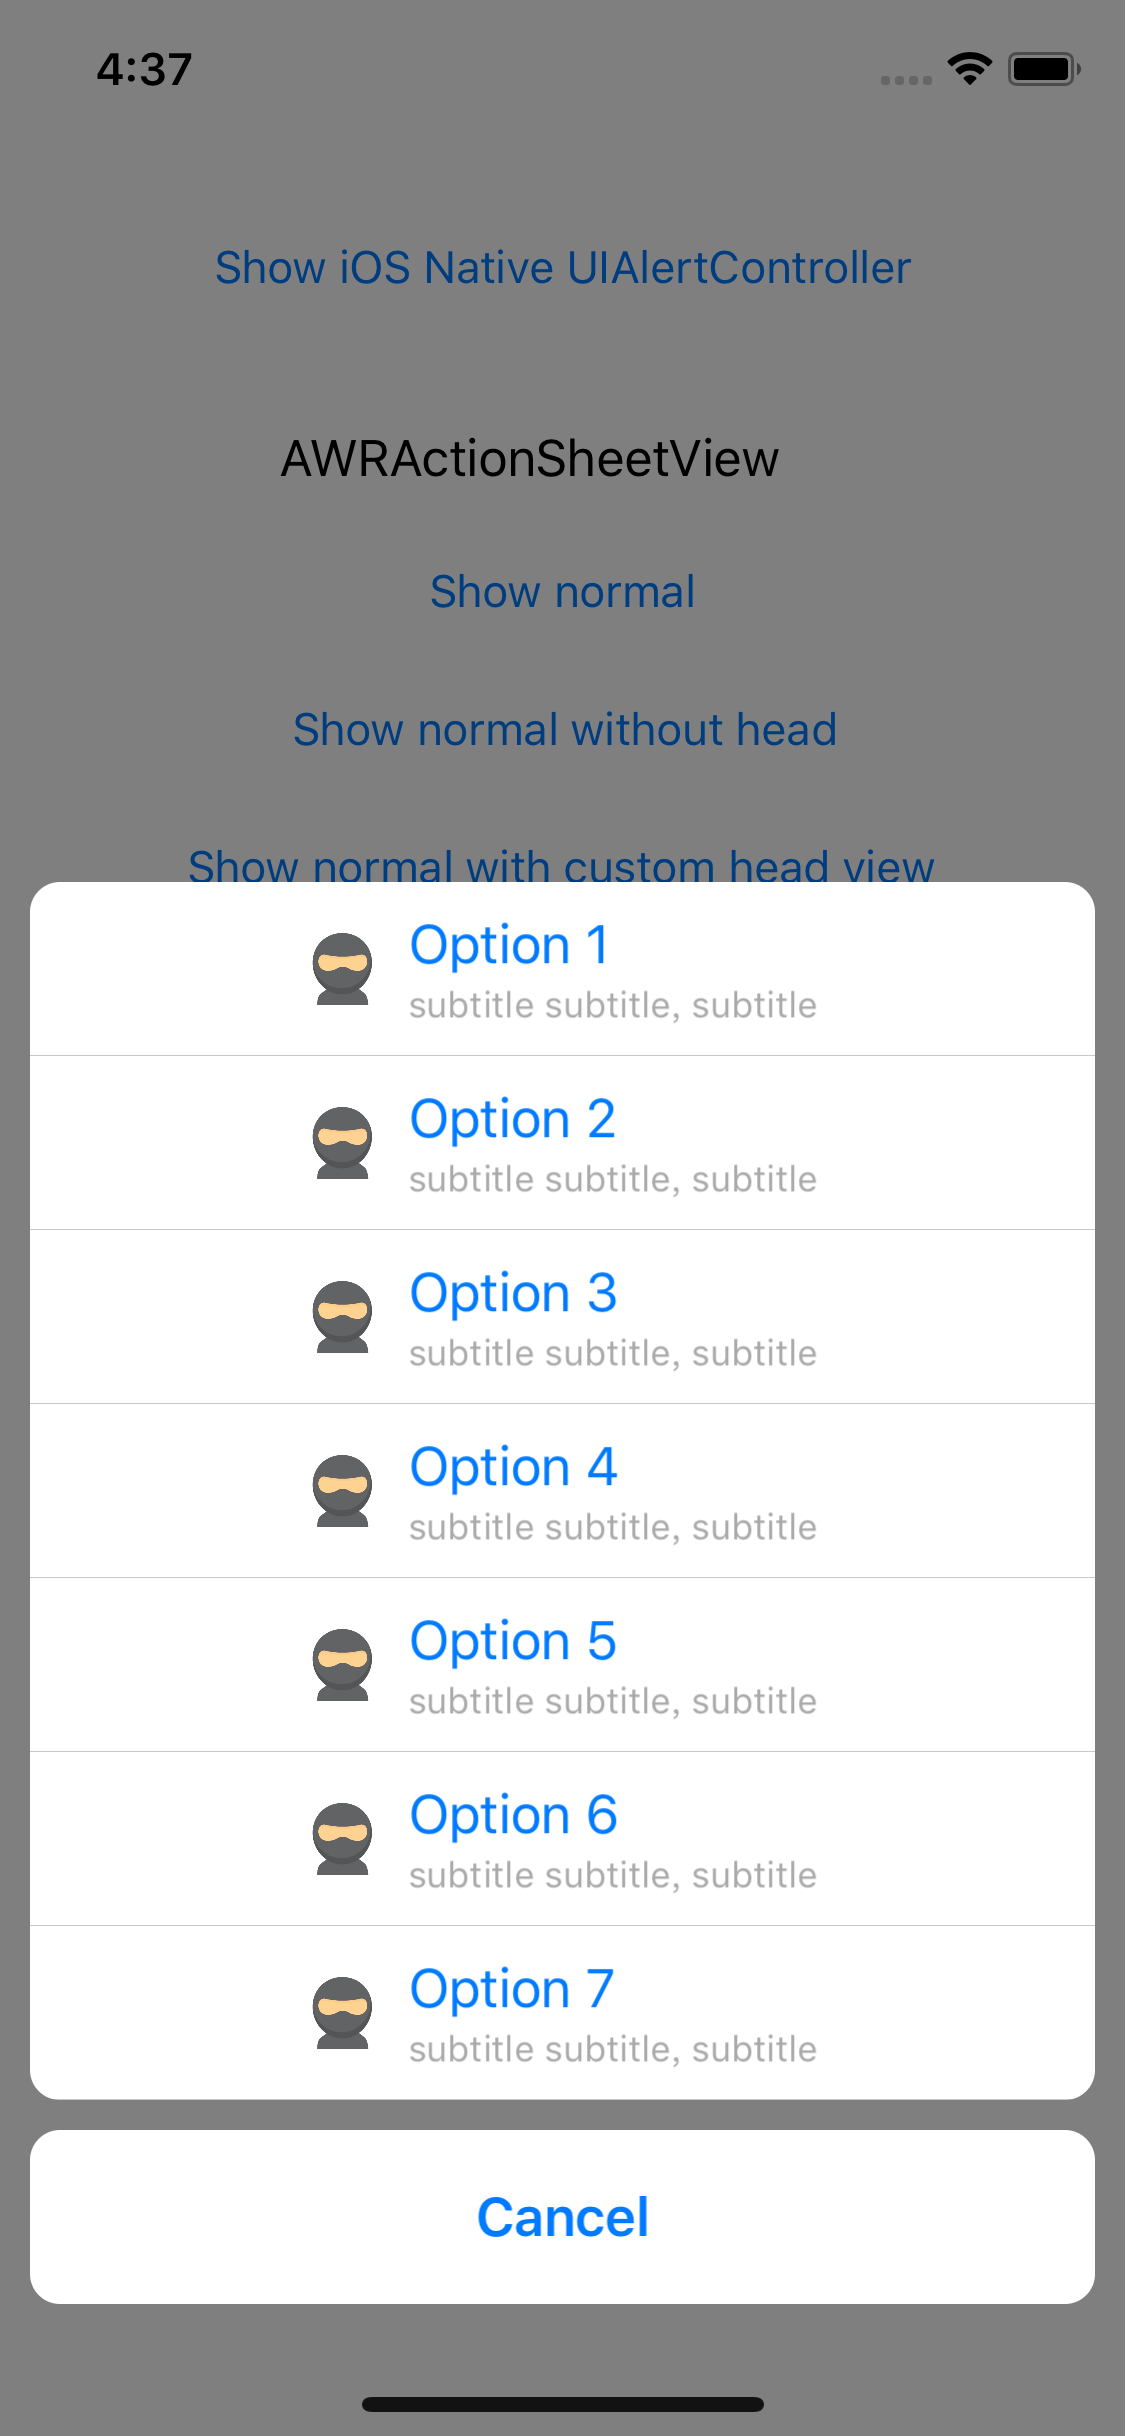 4:37
Show iOS Native UIAlertController
AWRActionSheetView
Show normal
Show normal without head
Show normal with custom head view
Option 1
subtitle subtitle, subtitle
Option 2
subtitle subtitle, subtitle
Option 3
subtitle subtitle, subtitle
Option 4
subtitle subtitle, subtitle
Option 5
subtitle subtitle, subtitle
Option 6
subtitle subtitle, subtitle
Option 7
subtitle subtitle, subtitle
Cancel